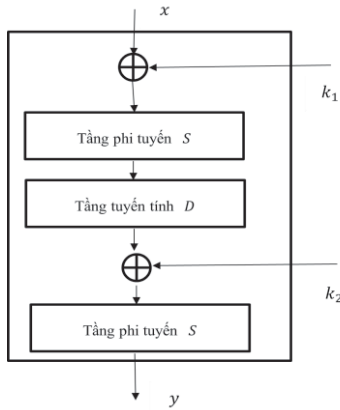 x
k₁
Tầng phi tuyến S
Tầng tuyến tính D
k₂
Tầng phi tuyến S
y